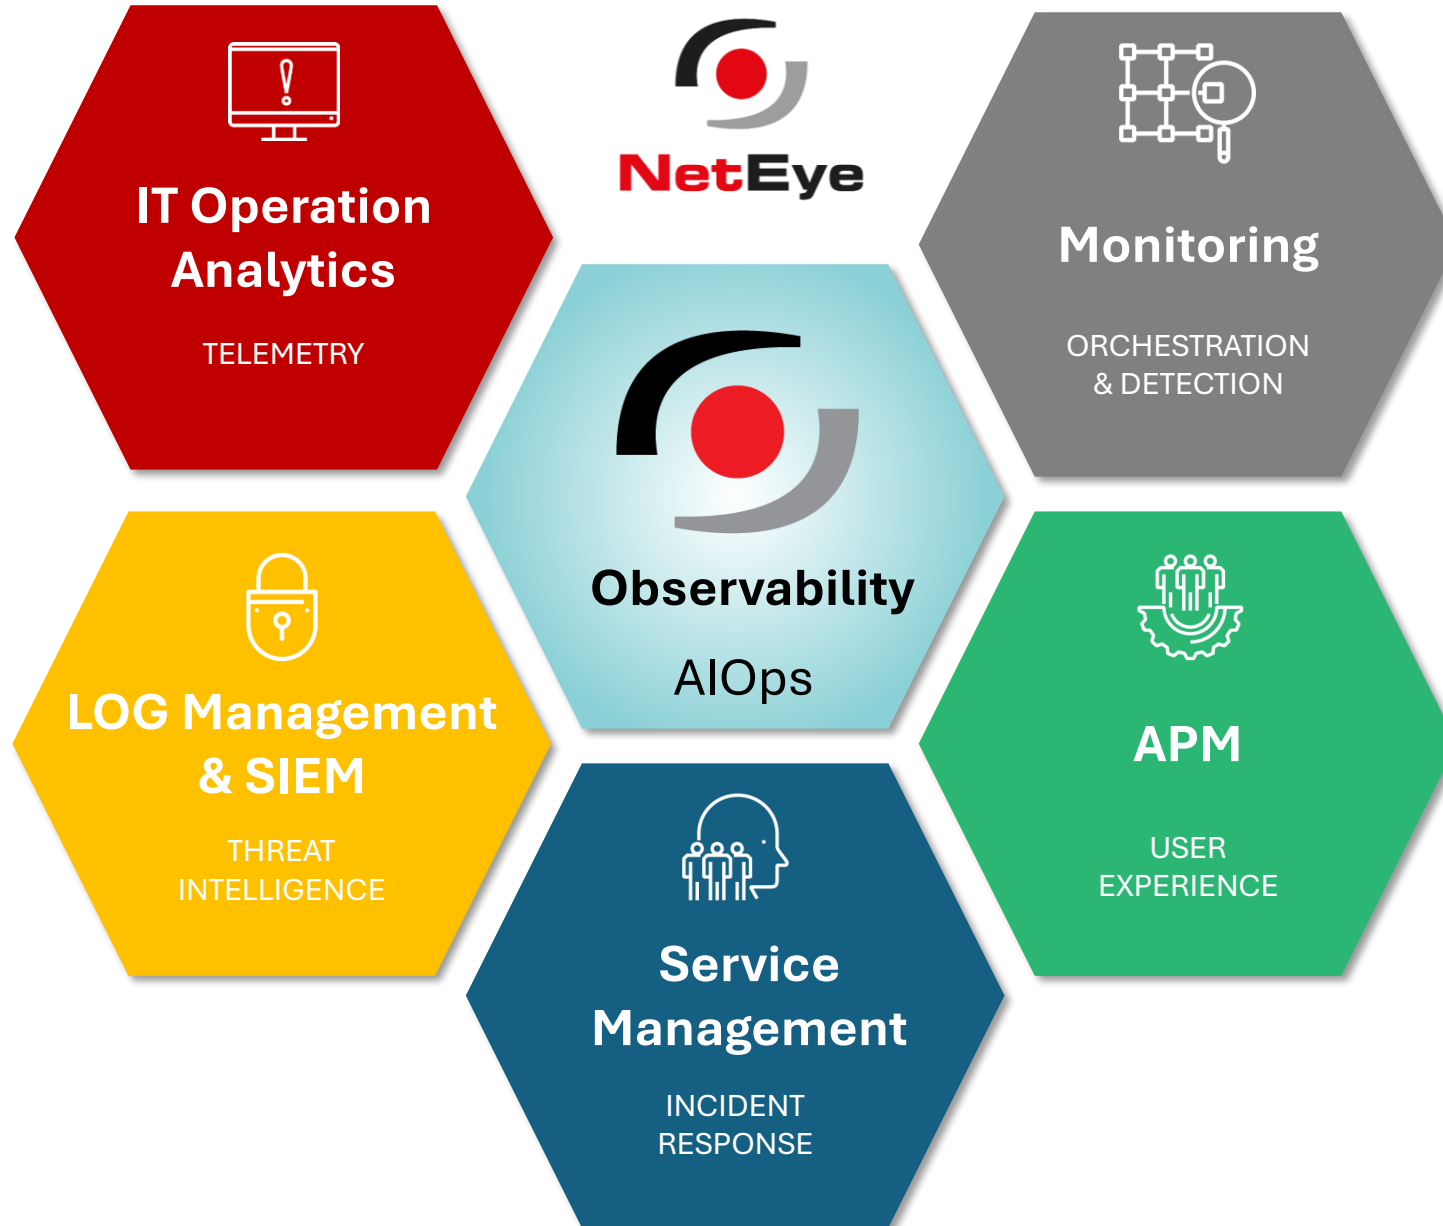 NetEye
IT Operation
Analytics
TELEMETRY
Monitoring
ORCHESTRATION
& DETECTION
Observability
AIOps
LOG Management
& SIEM
THREAT
INTELLIGENCE
APM
USER
EXPERIENCE
Service
Management
INCIDENT
RESPONSE